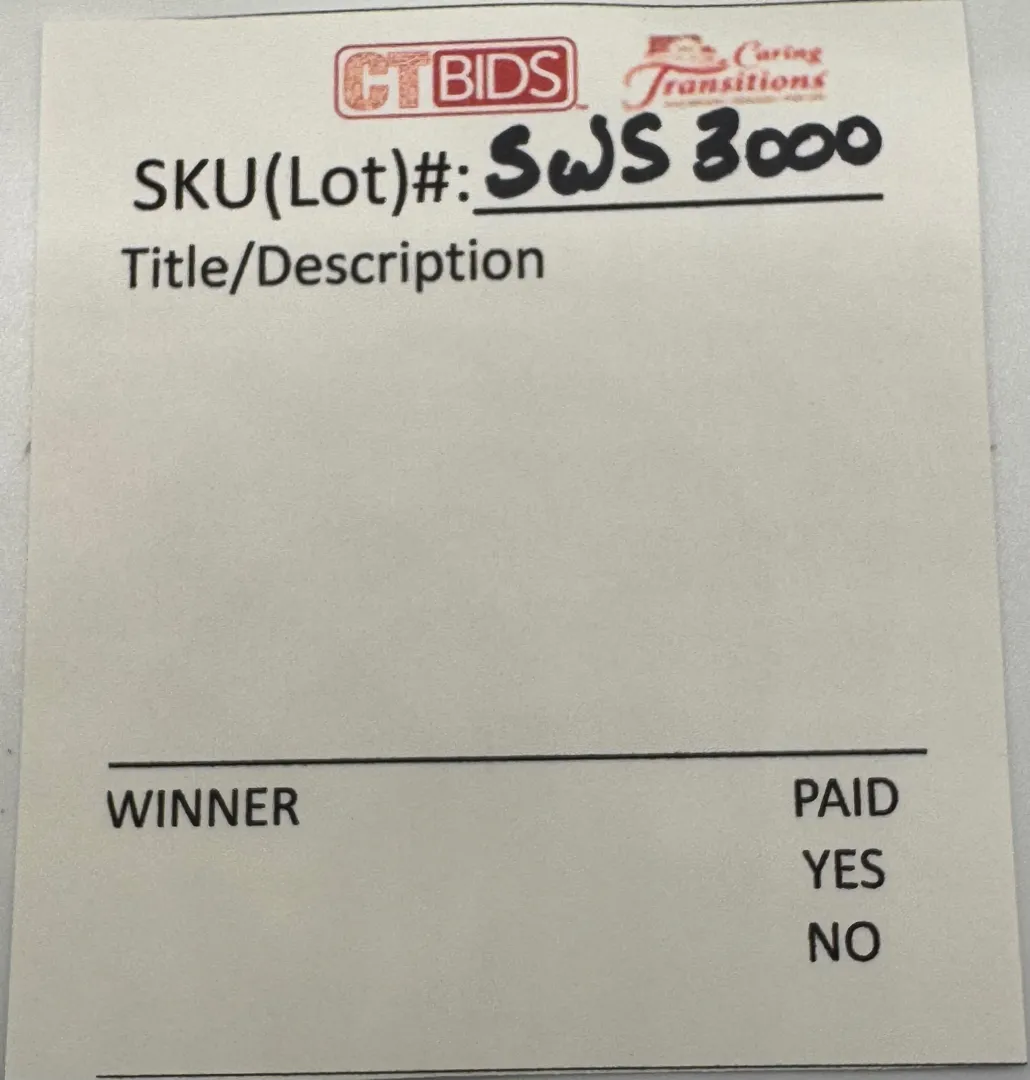 CTBIDS
Caring
Transitions
SKU(Lot)#: SWS 3000
Title/Description
WINNER
PAID
YES
NO